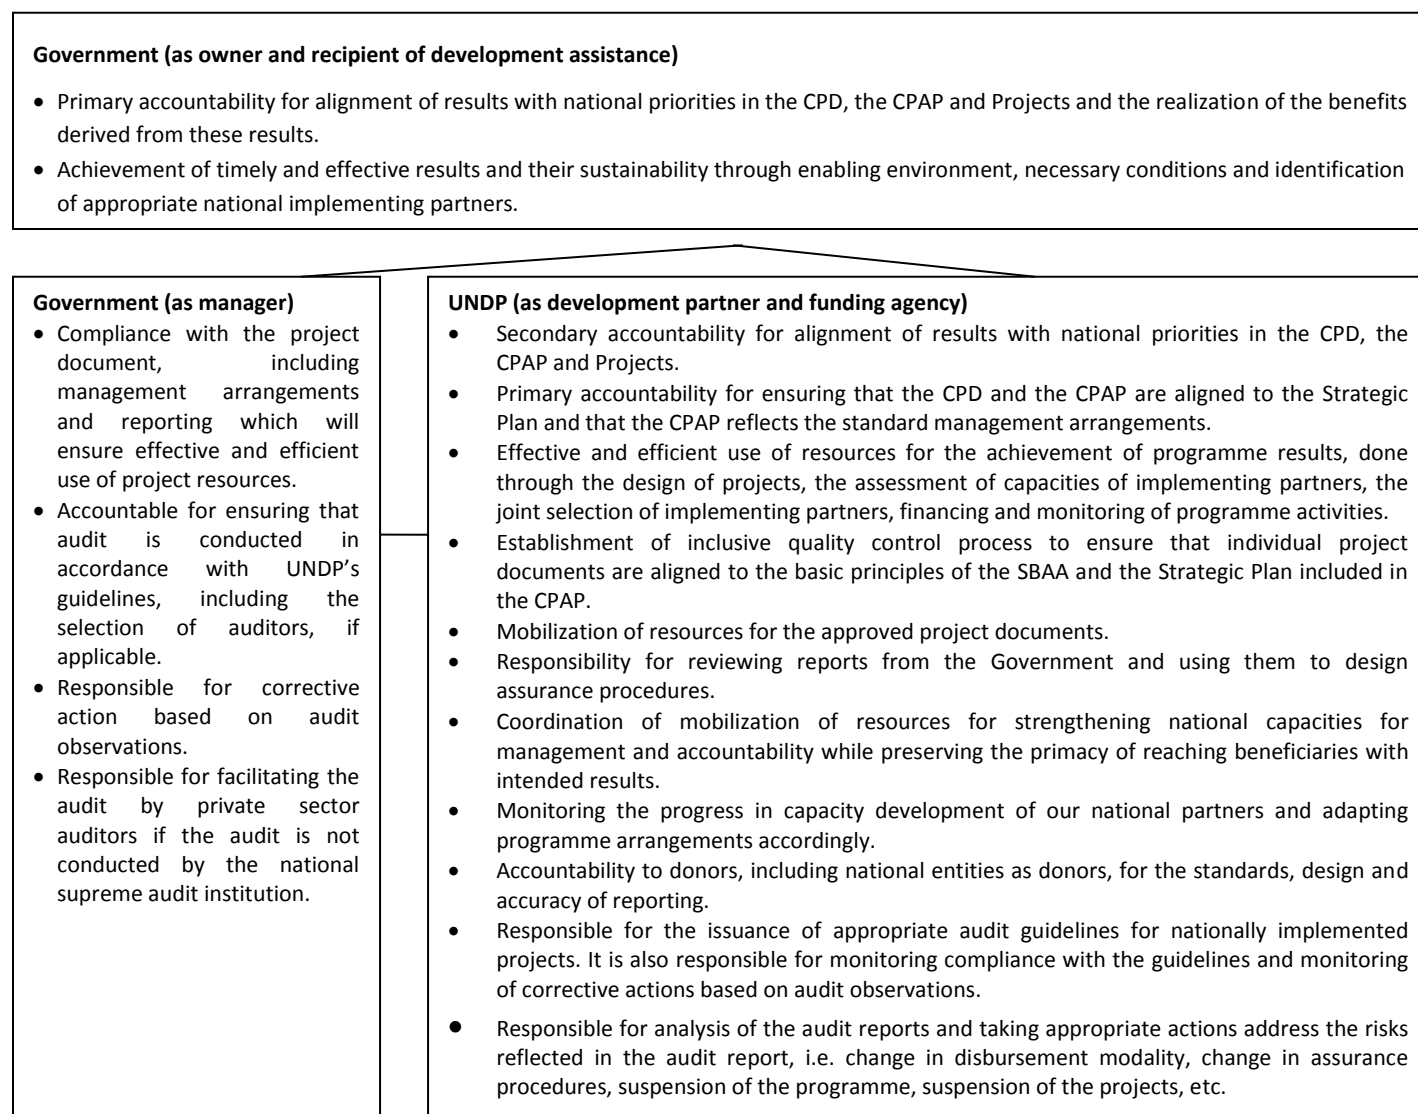 Government (as owner and recipient of development assistance)
• Primary accountability for alignment of results with national priorities in the CPD, the CPAP and Projects and the realization of the benefits
derived from these results.
• Achievement of timely and effective results and their sustainability through enabling environment, necessary conditions and identification
of appropriate national implementing partners.
Government (as manager)
• Compliance with the project
document, including
management arrangements
and reporting which will
ensure effective and efficient
use of project resources.
• Accountable for ensuring that
audit is conducted in
accordance with UNDP’s
guidelines, including the
selection of auditors, if
applicable.
• Responsible for corrective
action based on audit
observations.
• Responsible for facilitating the
audit by private sector
auditors if the audit is not
conducted by the national
supreme audit institution.
UNDP (as development partner and funding agency)
• Secondary accountability for alignment of results with national priorities in the CPD, the
CPAP and Projects.
• Primary accountability for ensuring that the CPD and the CPAP are aligned to the Strategic
Plan and that the CPAP reflects the standard management arrangements.
• Effective and efficient use of resources for the achievement of programme results, done
through the design of projects, the assessment of capacities of implementing partners, the
joint selection of implementing partners, financing and monitoring of programme activities.
• Establishment of inclusive quality control process to ensure that individual project
documents are aligned to the basic principles of the SBAA and the Strategic Plan included in
the CPAP.
• Mobilization of resources for the approved project documents.
• Responsibility for reviewing reports from the Government and using them to design
assurance procedures.
• Coordination of mobilization of resources for strengthening national capacities for
management and accountability while preserving the primacy of reaching beneficiaries with
intended results.
• Monitoring the progress in capacity development of our national partners and adapting
programme arrangements accordingly.
• Accountability to donors, including national entities as donors, for the standards, design and
accuracy of reporting.
• Responsible for the issuance of appropriate audit guidelines for nationally implemented
projects. It is also responsible for monitoring compliance with the guidelines and monitoring
of corrective actions based on audit observations.
• Responsible for analysis of the audit reports and taking appropriate actions address the risks
reflected in the audit report, i.e. change in disbursement modality, change in assurance
procedures, suspension of the programme, suspension of the projects, etc.